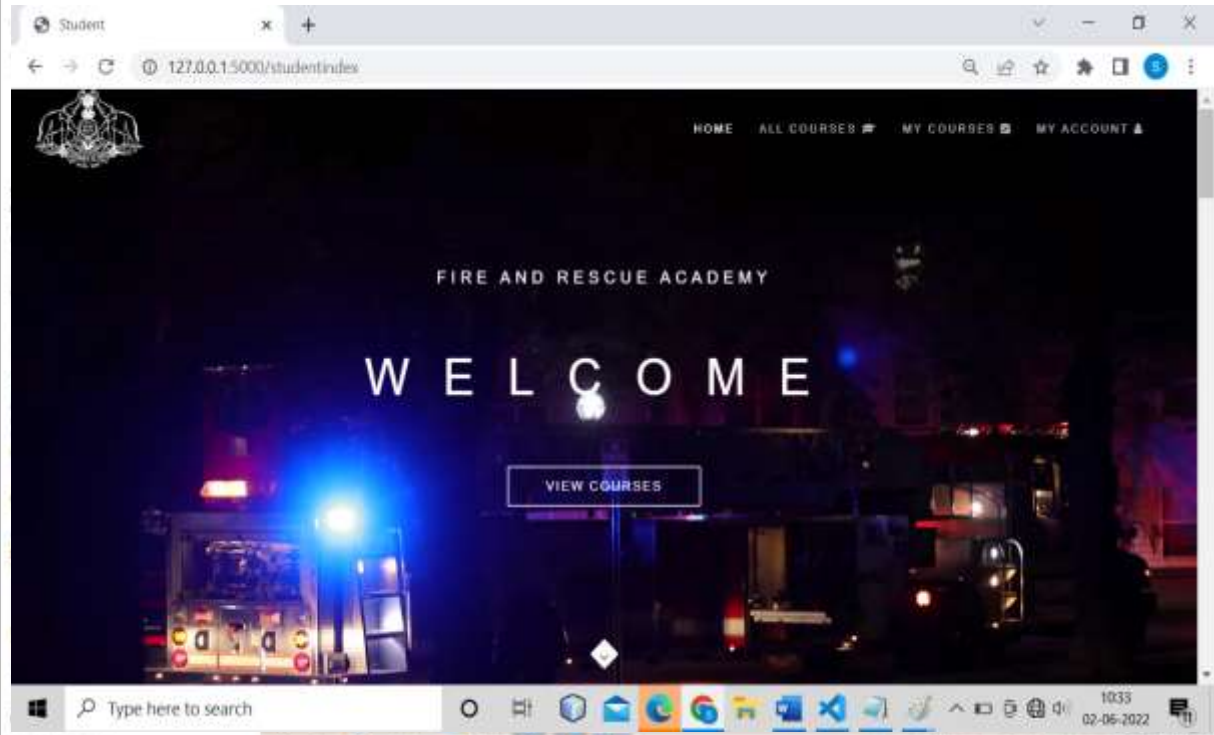 Student
127.0.0.1:5000/studentindex
S
HOME ALL COURSES MY COURSES MY ACCOUNT
FIRE AND RESCUE ACADEMY
WELCOME
VIEW COURSES
Type here to search
10:33
02-06-2022